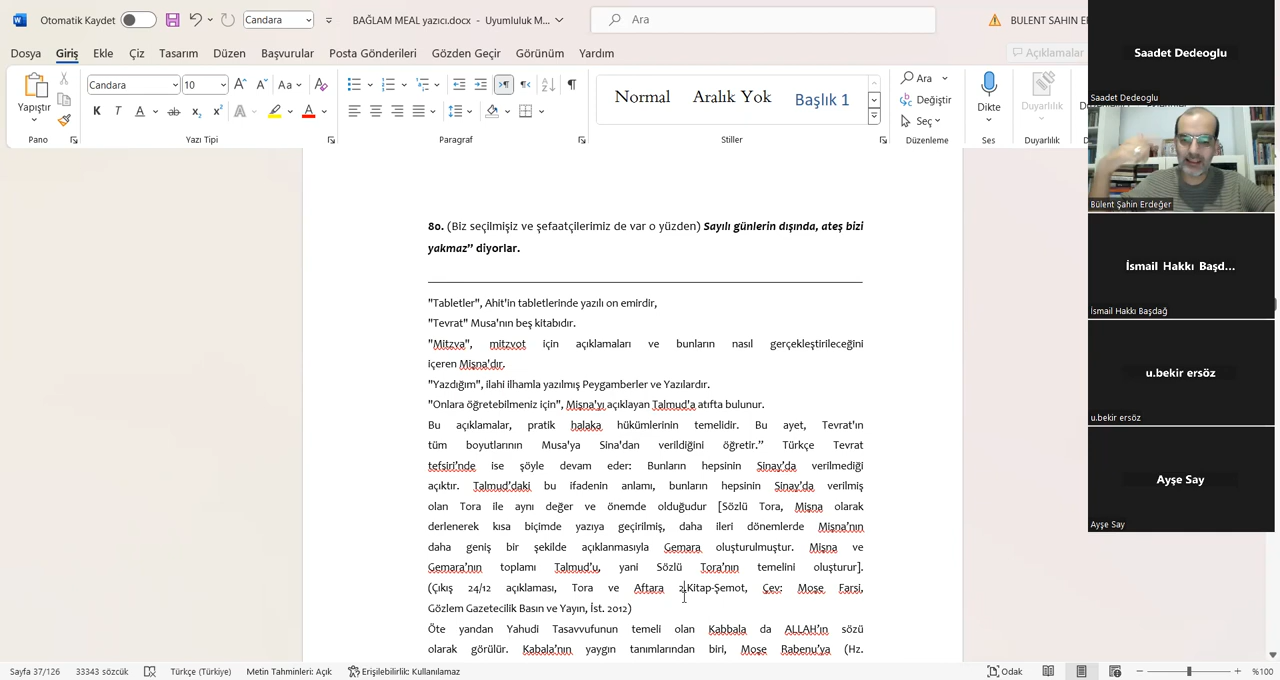 Otomatik Kaydet
Candara
BAĞLAM MEAL yazıcı.docx - Uyumluluk M...
Ara
BULENT SAHIN ER
Dosya Giriş Ekle Çiz Tasarım Düzen Başvurular Posta Gönderileri Gözden Geçir Görünüm Yardım
Açıklamalar
Yapıştır
Candara 10
Normal Aralık Yok Başlık 1
Ara
Değiştir
Seç
Dikte
Duyarlılık
Pano Yazı Tipi Paragraf Stiller Düzenleme Ses Duyarlılık
80. (Biz seçilmişiz ve şefaatçilerimiz de var o yüzden) Sayılı günlerin dışında, ateş bizi
yakmaz” diyorlar.
"Tabletler", Ahit'in tabletlerinde yazılı on emirdir,
"Tevrat" Musa'nın beş kitabıdır.
"Mitzva", mitzvot için açıklamaları ve bunların nasıl gerçekleştirileceğini
içeren Mişna'dır.
"Yazdığım", ilahi ilhamla yazılmış Peygamberler ve Yazılardır.
"Onlara öğretebilmeniz için", Mişna'yı açıklayan Talmud'a atıfta bulunur.
Bu açıklamalar, pratik halaka hükümlerinin temelidir. Bu ayet, Tevrat'ın
tüm boyutlarının Musa'ya Sina'dan verildiğini öğretir.” Türkçe Tevrat
tefsiri’nde ise şöyle devam eder: Bunların hepsinin Sinay’da verilmediği
açıktır. Talmud’daki bu ifadenin anlamı, bunların hepsinin Sinay’da verilmiş
olan Tora ile aynı değer ve önemde olduğudur [Sözlü Tora, Mişna olarak
derlenerek kısa biçimde yazıya geçirilmiş, daha ileri dönemlerde Mişna’nın
daha geniş bir şekilde açıklanmasıyla Gemara oluşturulmuştur. Mişna ve
Gemara’nın toplamı Talmud’u, yani Sözlü Tora’nın temelini oluşturur].
(Çıkış 24/12 açıklaması, Tora ve Aftara 2.Kitap-Şemot, Çev: Moşe Farsi,
Gözlem Gazetecilik Basın ve Yayın, İst. 2012)
Öte yandan Yahudi Tasavvufunun temeli olan Kabbala da ALLAH’ın sözü
olarak görülür. Kabala’nın yaygın tanımlarından biri, Moşe Rabenu’ya (Hz.
Sayfa 37/126 33343 sözcük Türkçe (Türkiye) Metin Tahminleri: Açık Erişilebilirlik: Kullanılamaz Odak %100
Saadet Dedeoglu
Saadet Dedeoglu
Bülent Şahin Erdeğer
İsmail Hakkı Başd...
İsmail Hakkı Başdağ
u.bekir ersöz
u.bekir ersöz
Ayşe Say
Ayşe Say